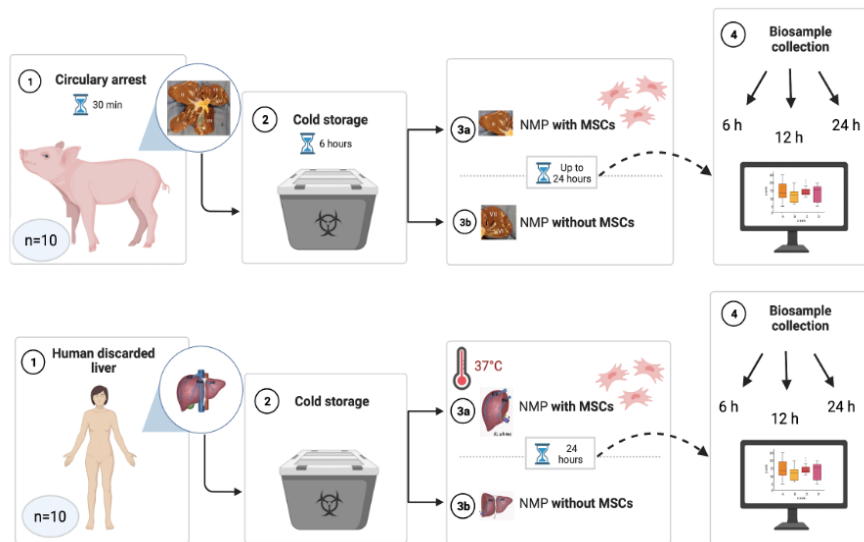 1
Circulary arrest
30 min
n=10
2
Cold storage
6 hours
3a
NMP with MSCs
Up to
24 hours
3b
NMP without MSCs
4
Biosample
collection
6 h
12 h
24 h
1
Human discarded
liver
n=10
2
Cold storage
37°C
3a
NMP with MSCs
24
hours
3b
NMP without MSCs
4
Biosample
collection
6 h
12 h
24 h